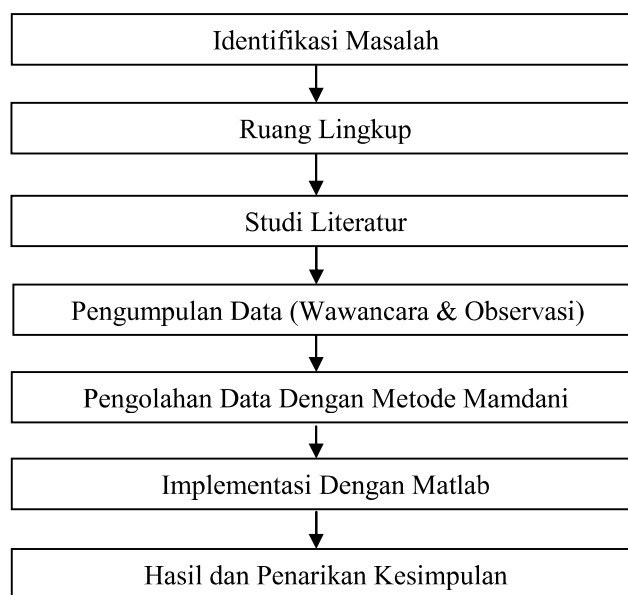 Identifikasi Masalah
Ruang Lingkup
Studi Literatur
Pengumpulan Data (Wawancara & Observasi)
Pengolahan Data Dengan Metode Mamdani
Implementasi Dengan Matlab
Hasil dan Penarikan Kesimpulan